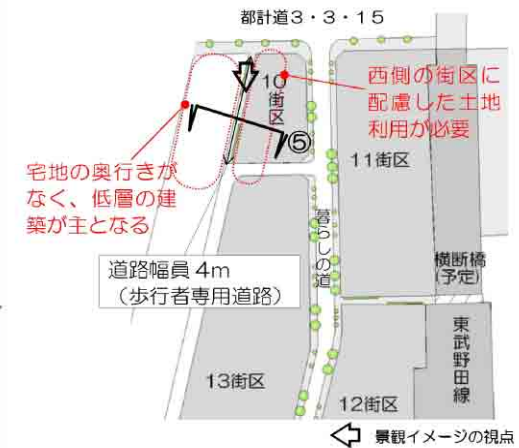 都計道3・3・15
10
街
区
西側の街区に
配慮した土地
利用が必要
⑤
11街区
宅地の奥行きが
なく、低層の建
築が主となる
暮らしの道
道路幅員 4m
（歩行者専用道路）
横断橋
(予定)
東武野田線
13街区
12街区
景観イメージの視点